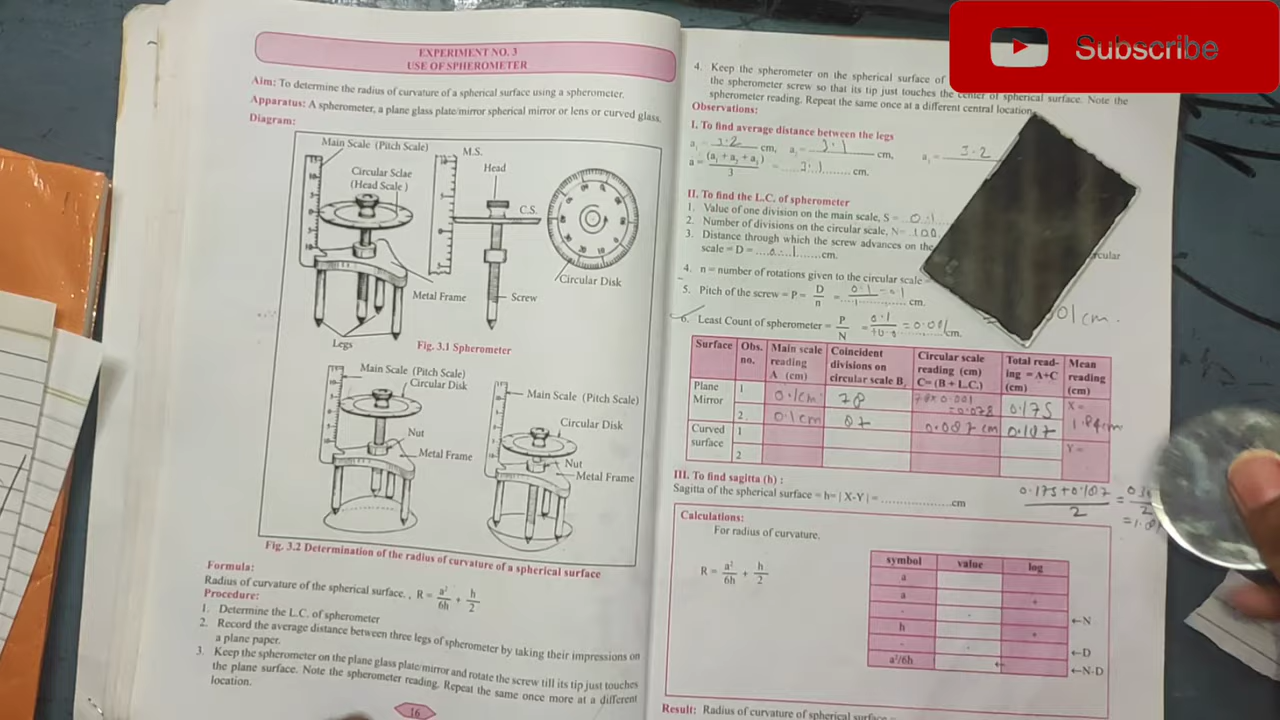 EXPERIMENT NO. 3
USE OF SPHEROMETER
Aim: To determine the radius of curvature of a spherical surface using a spherometer.
Apparatus: A spherometer, a plane glass plate/mirror spherical mirror or lens or curved glass.
Diagram:
Main Scale (Pitch Scale)
Circular Sclae
(Head Scale)
M.S.
Head
C.S.
Circular Disk
Metal Frame
Screw
Legs
Fig. 3.1 Spherometer
Main Scale (Pitch Scale)
Circular Disk
Nut
Metal Frame
Main Scale (Pitch Scale)
Circular Disk
Nut
Metal Frame
Fig. 3.2 Determination of the radius of curvature of a spherical surface
Formula:
Radius of curvature of the spherical surface, , R = a²/6h + h/2
Procedure:
1. Determine the L.C. of spherometer
2. Record the average distance between three legs of spherometer by taking their impressions on
a plane paper.
3. Keep the spherometer on the plane glass plate/mirror and rotate the screw till its tip just touches
the plane surface. Note the spherometer reading. Repeat the same once more at a different
location.
16
Subscribe
4. Keep the spherometer on the spherical surface of
the spherometer screw so that its tip just touches the center of spherical surface. Note the
spherometer reading. Repeat the same once at a different central location.
Observations:
I. To find average distance between the legs
a₁ = 3.2 cm, a₂ = 3.1 cm, a₃ = 3.2
a = (a₁ + a₂ + a₃)/3 = 3.1 cm.
II. To find the L.C. of spherometer
1. Value of one division on the main scale, S = 0.1
2. Number of divisions on the circular scale, N = 100
3. Distance through which the screw advances on the
scale = D = 0.1 cm.
4. n = number of rotations given to the circular scale
5. Pitch of the screw = P = D/n = 0.1/1 = 0.1 cm.
6. Least Count of spherometer = P/N = 0.1/100 = 0.001 cm.
01 cm.
Surface Obs. no. Main scale reading A (cm) Coincident divisions on circular scale B Circular scale reading (cm) C= (B + L.C.) Total reading = A+C (cm) Mean reading (cm)
Plane Mirror 1 0.1cm 78 78 × 0.001 = 0.078 0.175 X =
2 0.1 cm 87 0.087 cm 0.187 1.84cm
Curved surface 1 Y =
2
III. To find sagitta (h) :
Sagitta of the spherical surface = h= | X-Y | = .................. cm
0.175+0.187/2 =
Calculations:
For radius of curvature,
R = a²/6h + h/2
symbol value log
a
a +
h + ←N
←D
a²/6h ← ←N-D
Result: Radius of curvature of spherical surface =